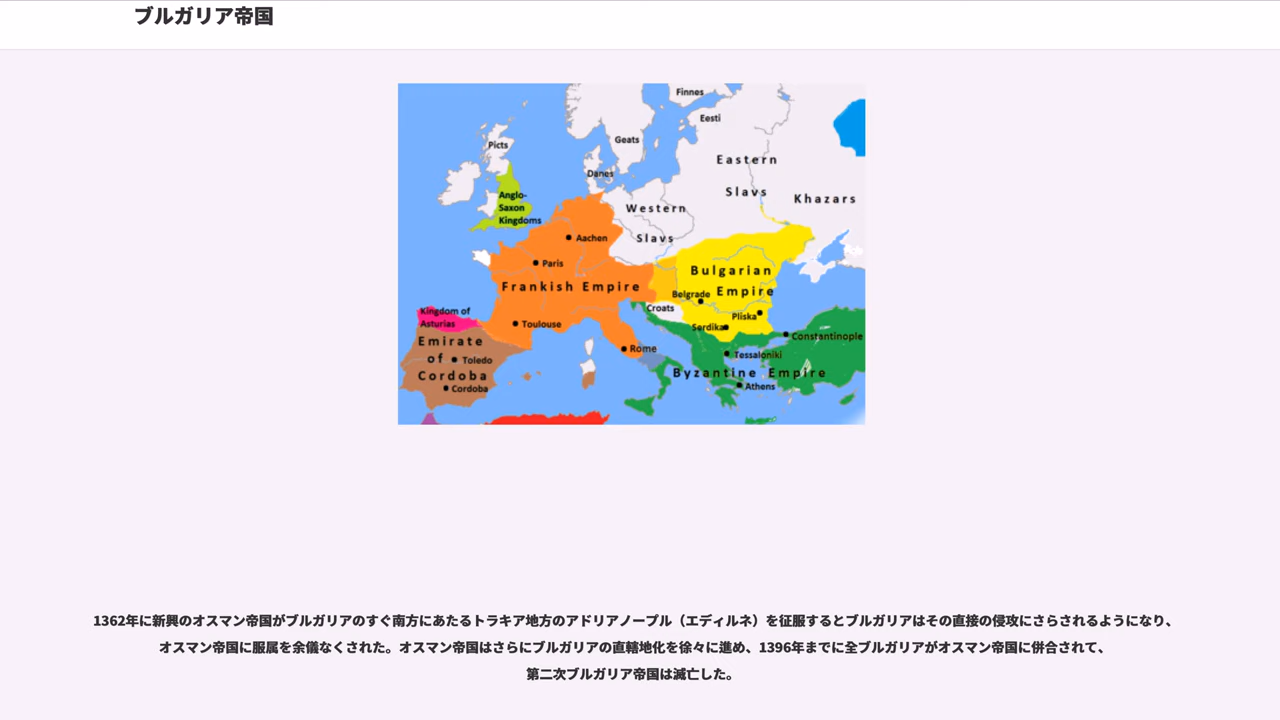 ブルガリア帝国
Finnes
Eesti
Geats
Picts
Eastern
Danes
Slavs
Khazars
Anglo-
Saxon
Kingdoms
Western
Slavs
Aachen
Paris
Bulgarian
Frankish Empire
Belgrade
Empire
Croats
Kingdom of
Asturias
Pliska
Toulouse
Serdika
Constantinople
Emirate
of
Toledo
Rome
Tessaloniki
Cordoba
Byzantine Empire
Cordoba
Athens
1362年に新興のオスマン帝国がブルガリアのすぐ南方にあたるトラキア地方のアドリアノープル（エディルネ）を征服するとブルガリアはその直接の侵攻にさらされるようになり、
オスマン帝国に服属を余儀なくされた。オスマン帝国はさらにブルガリアの直轄地化を徐々に進め、1396年までに全ブルガリアがオスマン帝国に併合されて、
第二次ブルガリア帝国は滅亡した。